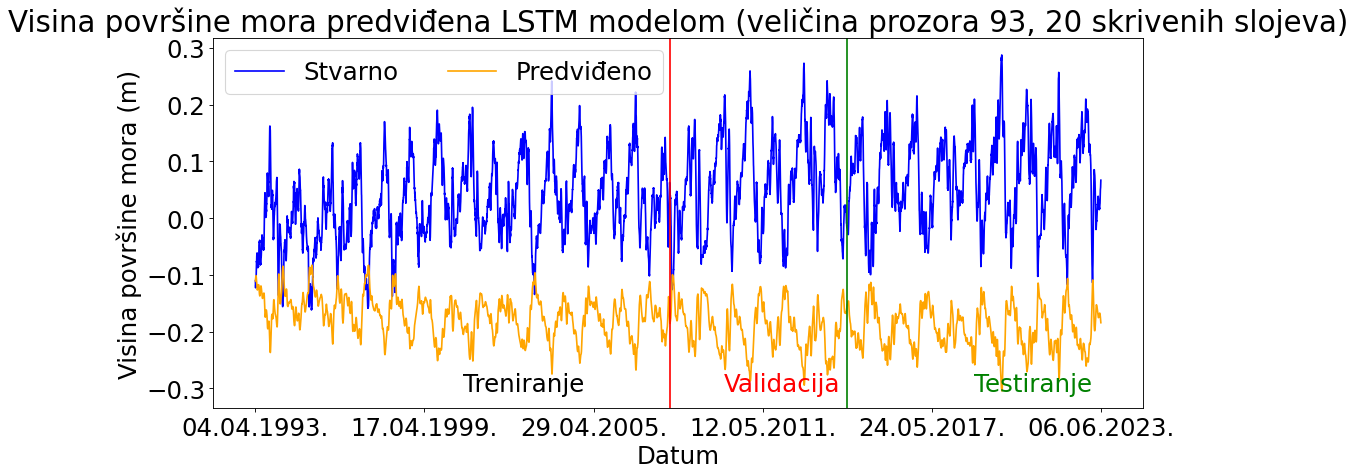 Visina površine mora predviđena LSTM modelom (veličina prozora 93, 20 skrivenih slojeva)
Stvarno
Predviđeno
VIsina površine mora (m)
0.3
0.2
0.1
0.0
−0.1
−0.2
−0.3
Treniranje
Validacija
Testiranje
04.04.1993.
17.04.1999.
29.04.2005.
12.05.2011.
24.05.2017.
06.06.2023.
Datum